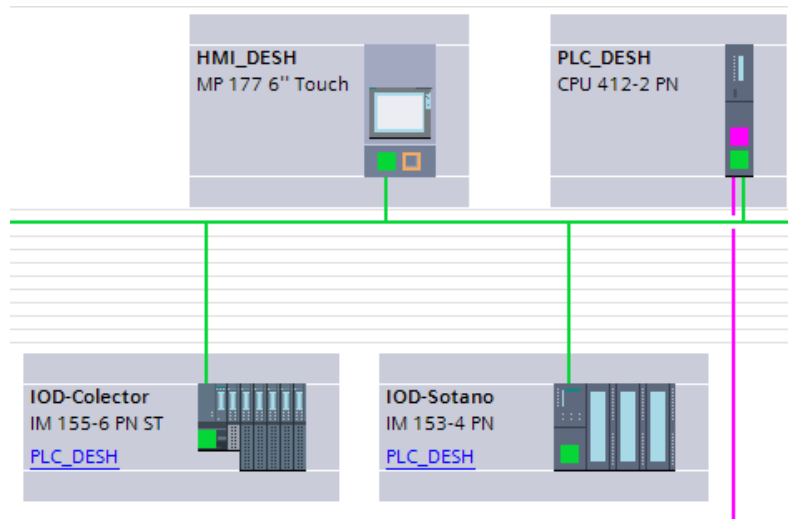 HMI_DESH
MP 177 6'' Touch
PLC_DESH
CPU 412-2 PN
IOD-Colector
IM 155-6 PN ST
PLC_DESH
IOD-Sotano
IM 153-4 PN
PLC_DESH